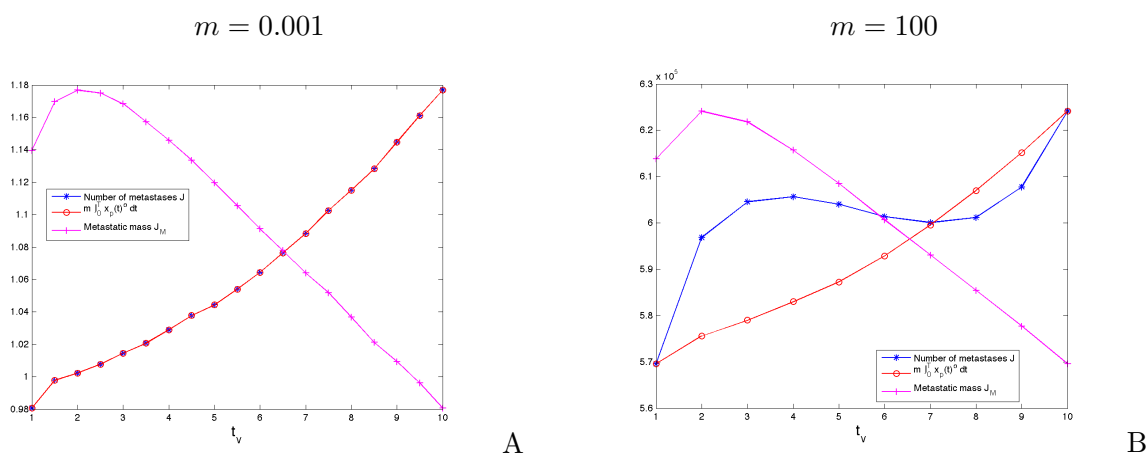 m = 0.001
m = 100
1.18
1.16
1.14
1.12
1.1
1.08
1.06
1.04
1.02
1
0.98
1 2 3 4 5 6 7 8 9 10
t_v
Number of metastases J
m ∫_0^T x_p(t)^α dt
Metastatic mass J_M
A
6.3 x 10^5
6.2
6.1
6
5.9
5.8
5.7
5.6
1 2 3 4 5 6 7 8 9 10
t_v
Number of metastases J
m ∫_0^T x_p(t)^α dt
Metastatic mass J_M
B